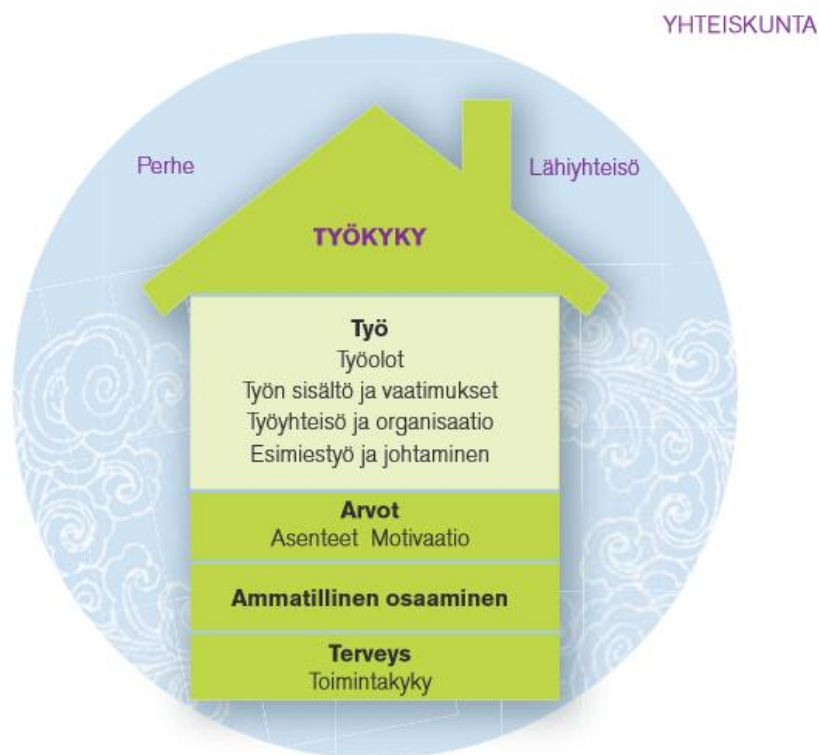 YHTEISKUNTA
Perhe
Lähiyhteisö
TYÖKYKY
Työ
Työolot
Työn sisältö ja vaatimukset
Työyhteisö ja organisaatio
Esimiestyö ja johtaminen
Arvot
Asenteet Motivaatio
Ammatillinen osaaminen
Terveys
Toimintakyky